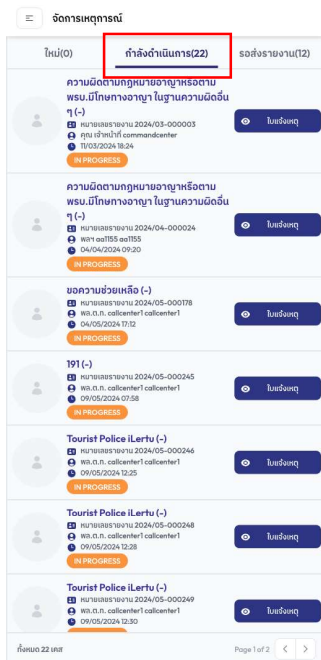 จัดการเหตุการณ์
ใหม่(0) กำลังดำเนินการ(22) รอส่งรายงาน(12)
ความผิดตามกฎหมายอาญาหรือตาม
พรบ.มีโทษทางอาญา ในฐานความผิดอื่น
ๆ (-)
หมายเลขรายงาน 2024/03-000003
คุณ เจ้าหน้าที่ commandcenter
11/03/2024 18:24
IN PROGRESS
ใบแจ้งเหตุ
ความผิดตามกฎหมายอาญาหรือตาม
พรบ.มีโทษทางอาญา ในฐานความผิดอื่น
ๆ (-)
หมายเลขรายงาน 2024/04-000024
พลฯ aa1155 aa1155
04/04/2024 09:20
IN PROGRESS
ใบแจ้งเหตุ
ขอความช่วยเหลือ (-)
หมายเลขรายงาน 2024/05-000178
พล.ต.ท. callcenter1 callcenter1
04/05/2024 17:12
IN PROGRESS
ใบแจ้งเหตุ
191 (-)
หมายเลขรายงาน 2024/05-000245
พล.ต.ท. callcenter1 callcenter1
09/05/2024 07:58
IN PROGRESS
ใบแจ้งเหตุ
Tourist Police iLertu (-)
หมายเลขรายงาน 2024/05-000246
พล.ต.ท. callcenter1 callcenter1
09/05/2024 12:25
IN PROGRESS
ใบแจ้งเหตุ
Tourist Police iLertu (-)
หมายเลขรายงาน 2024/05-000248
พล.ต.ท. callcenter1 callcenter1
09/05/2024 12:28
IN PROGRESS
ใบแจ้งเหตุ
Tourist Police iLertu (-)
หมายเลขรายงาน 2024/05-000249
พล.ต.ท. callcenter1 callcenter1
09/05/2024 12:30
ใบแจ้งเหตุ
ทั้งหมด 22 เคส Page 1 of 2